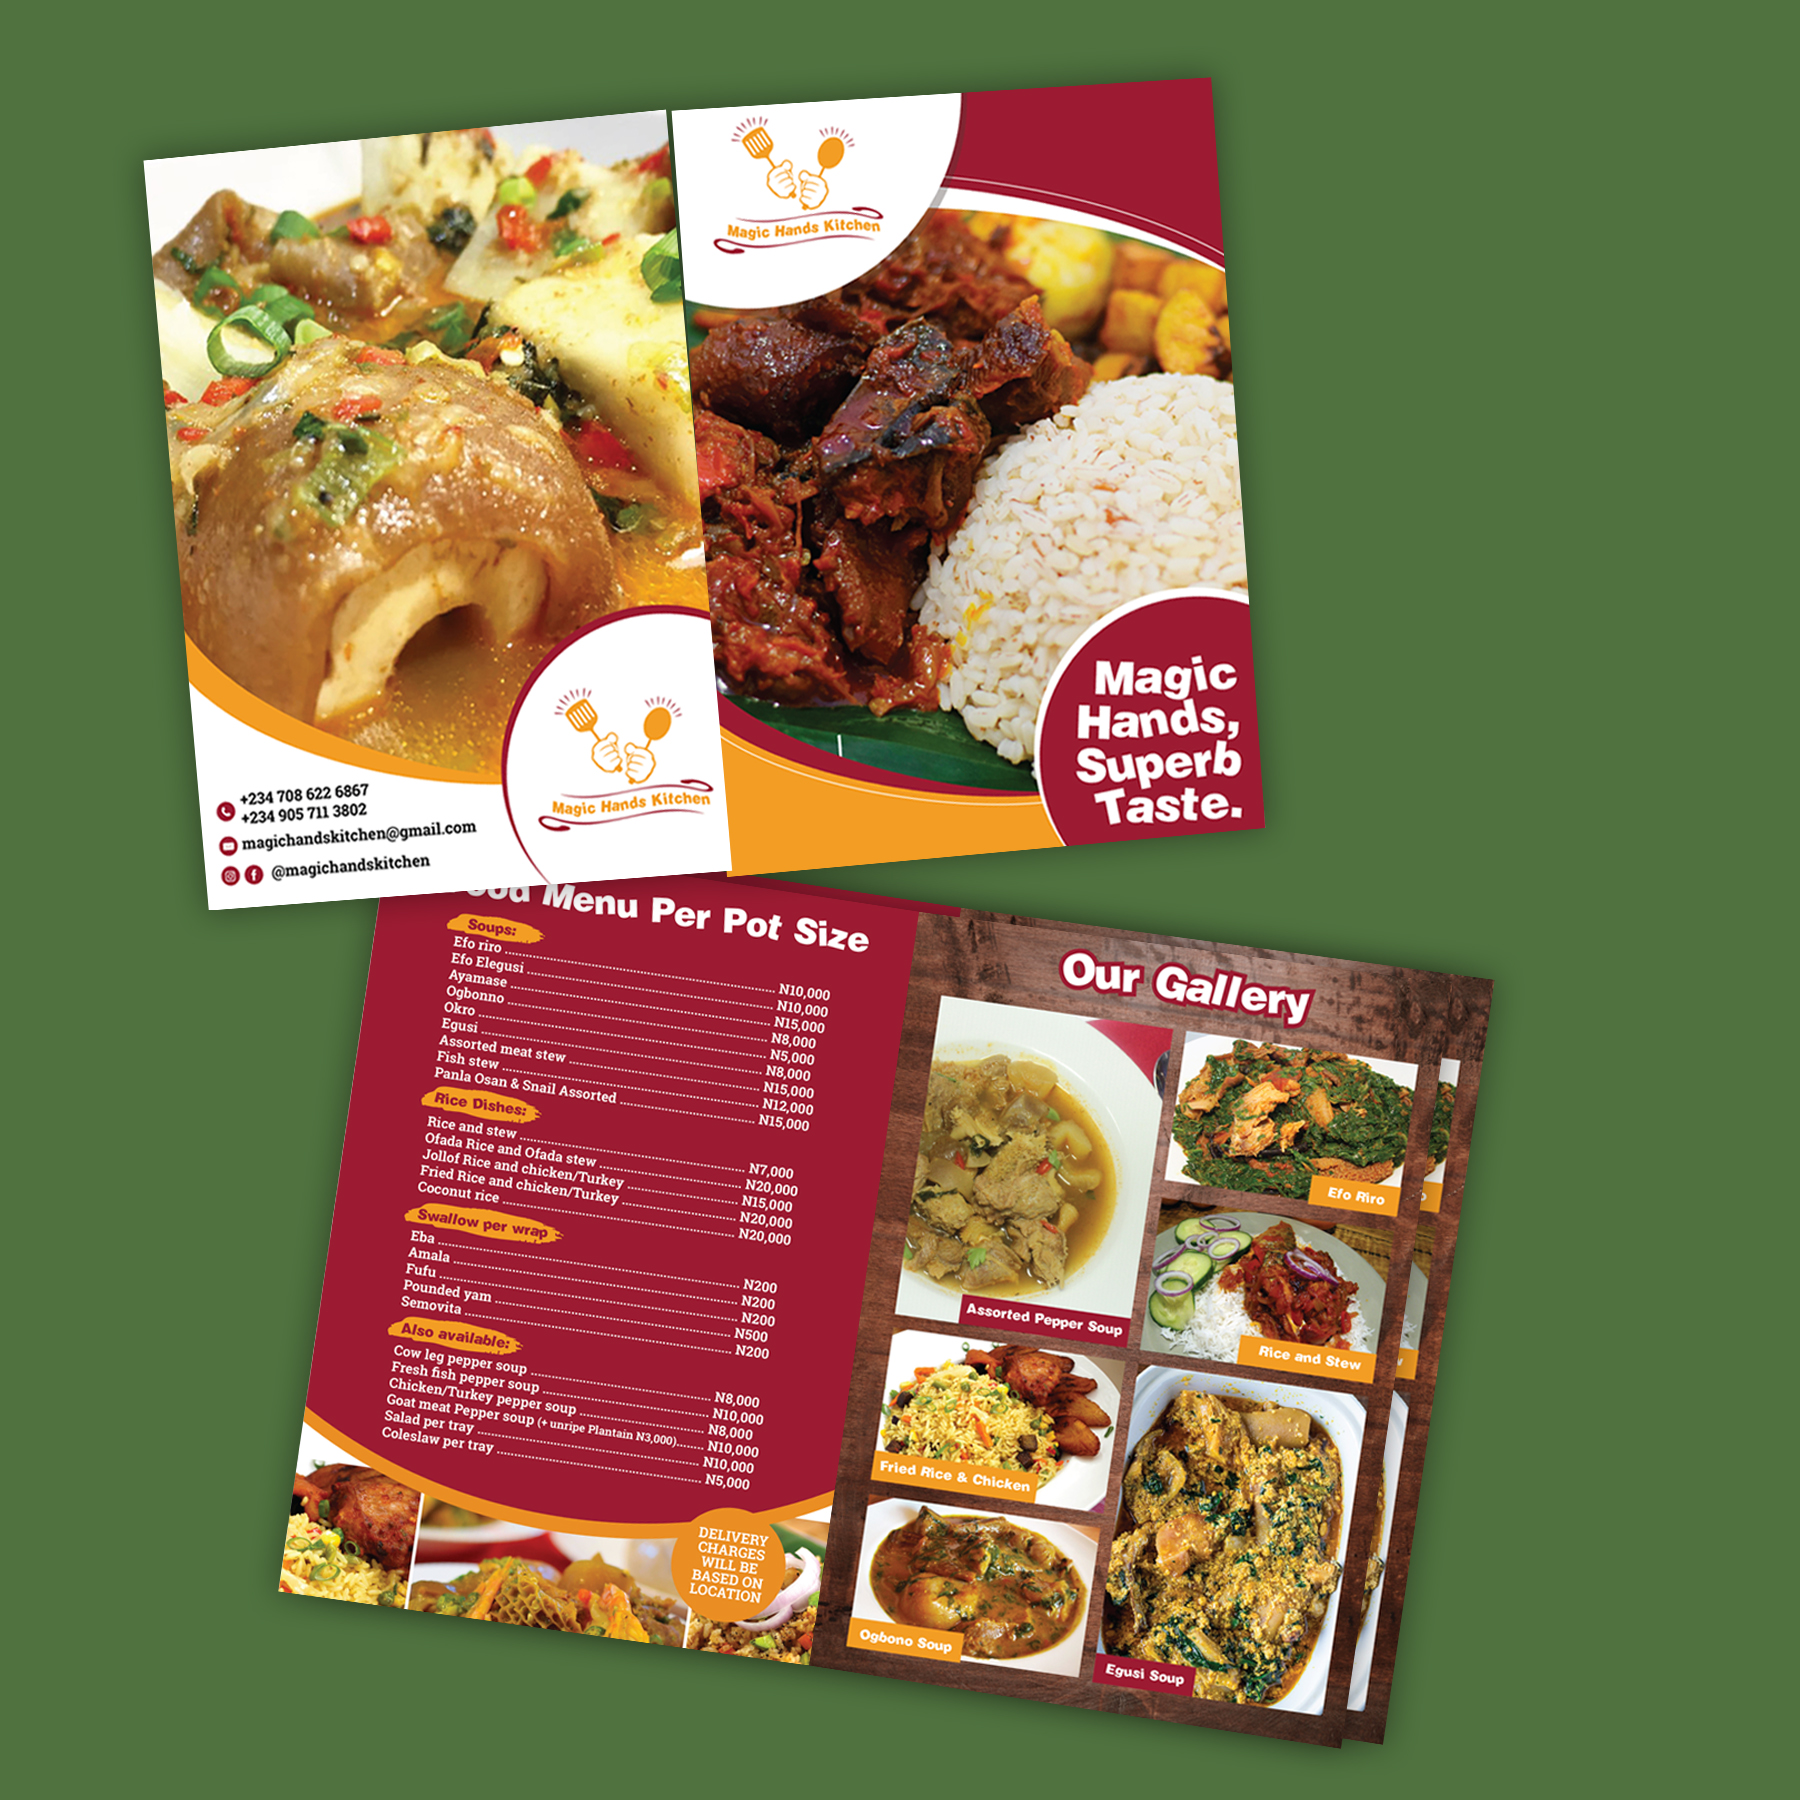 Magic Hands Kitchen
Magic
Hands,
Superb
Taste.
Magic Hands Kitchen
+234 708 622 6867
+234 905 711 3802
magichandskitchen@gmail.com
@magichandskitchen
Menu Per Pot Size
Soups:
Efo riro ........ N10,000
Efo Elegusi ........ N10,000
Ayamase ........ N15,000
Ogbonno ........ N8,000
Okro ........ N5,000
Egusi ........ N8,000
Assorted meat stew ........ N15,000
Fish stew ........ N12,000
Panla Osan & Snail Assorted ........ N15,000
Rice Dishes:
Rice and stew ........ N7,000
Ofada Rice and Ofada stew ........ N20,000
Jollof Rice and chicken/Turkey ........ N15,000
Fried Rice and chicken/Turkey ........ N20,000
Coconut rice ........ N20,000
Swallow per wrap
Eba ........ N200
Amala ........ N200
Fufu ........ N200
Pounded yam ........ N500
Semovita ........ N200
Also available:
Cow leg pepper soup ........ N8,000
Fresh fish pepper soup ........ N10,000
Chicken/Turkey pepper soup ........ N8,000
Goat meat Pepper soup (+ unripe Plantain N3,000)........ N10,000
Salad per tray ........ N10,000
Coleslaw per tray ........ N5,000
DELIVERY
CHARGES
WILL BE
BASED ON
LOCATION
Our Gallery
Efo Riro
Assorted Pepper Soup
Rice and Stew
Fried Rice & Chicken
Ogbono Soup
Egusi Soup